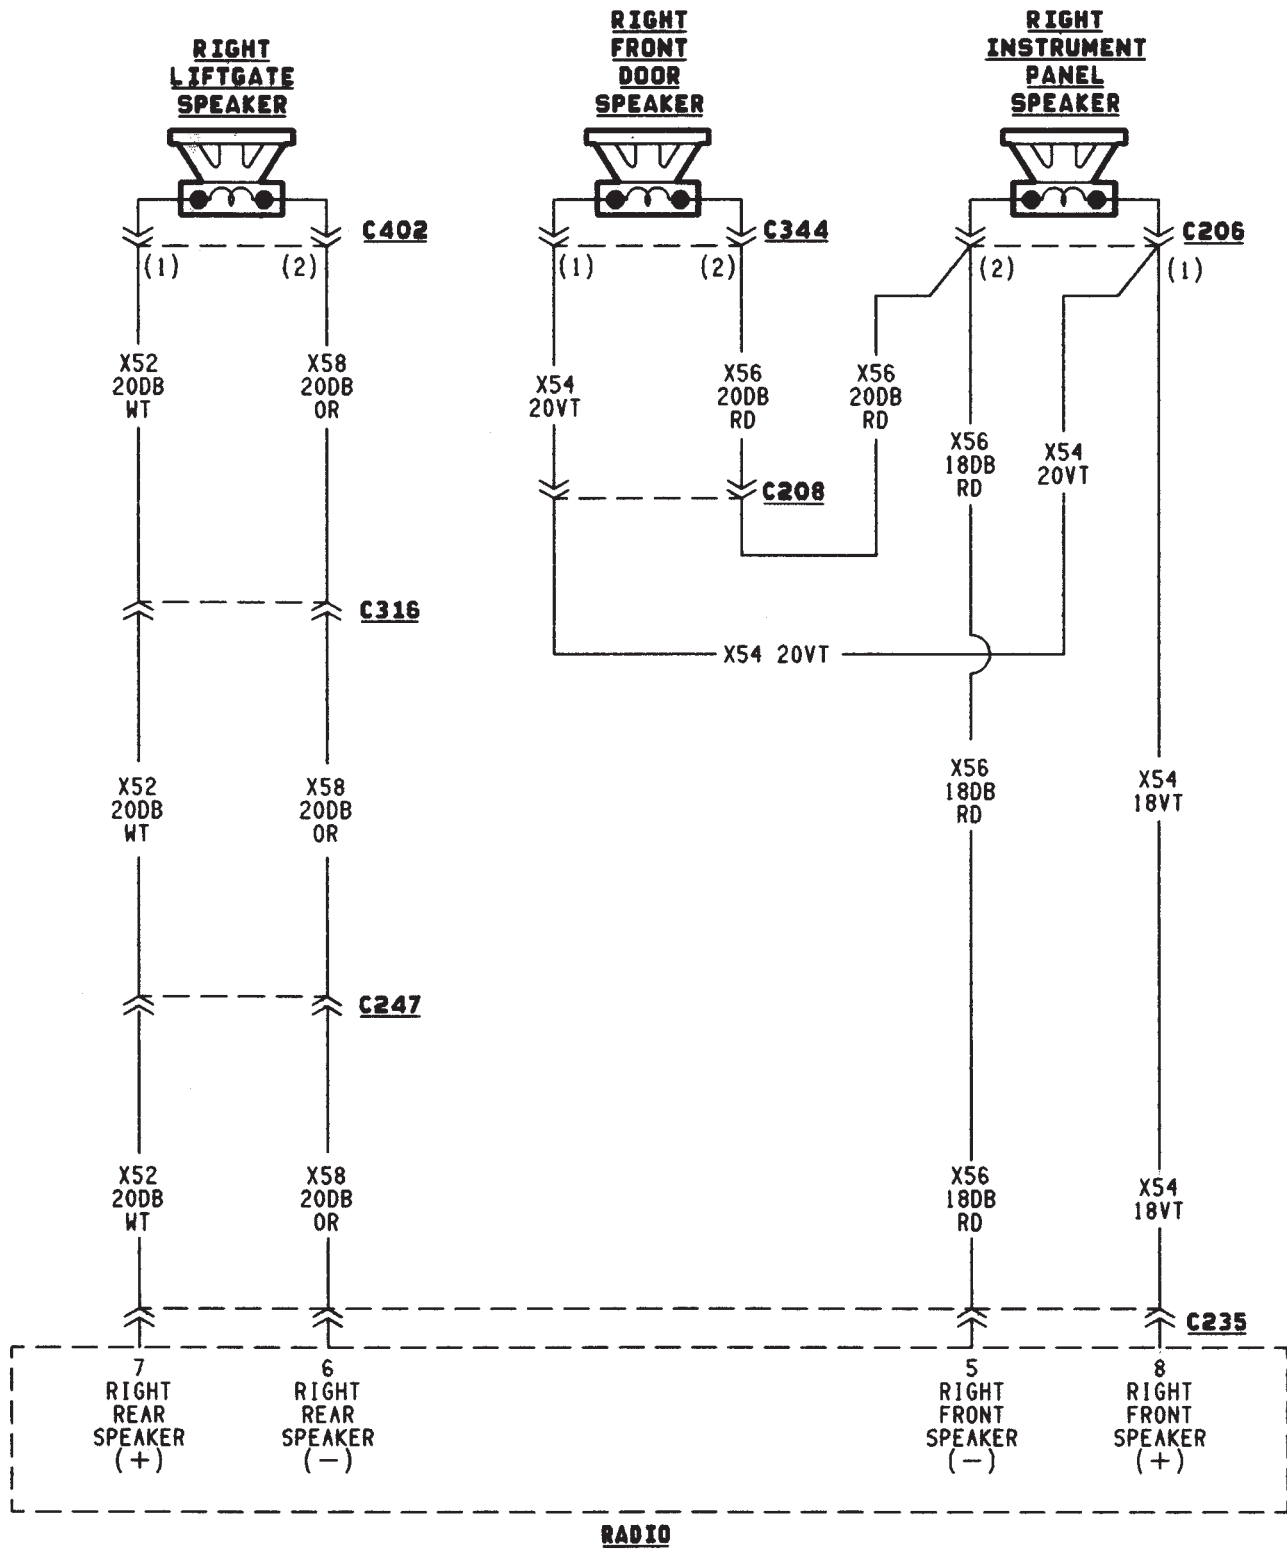 RIGHT
LIFTGATE
SPEAKER
RIGHT
FRONT
DOOR
SPEAKER
RIGHT
INSTRUMENT
PANEL
SPEAKER
C402
(1)
(2)
C344
(1)
(2)
C206
(2)
(1)
X52
20DB
WT
X58
20DB
OR
X54
20VT
X56
20DB
RD
X56
20DB
RD
X56
18DB
RD
X54
20VT
C208
C316
X54 20VT
X52
20DB
WT
X58
20DB
OR
X56
18DB
RD
X54
18VT
C247
X52
20DB
WT
X58
20DB
OR
X56
18DB
RD
X54
18VT
C235
7
RIGHT
REAR
SPEAKER
(+)
6
RIGHT
REAR
SPEAKER
(−)
5
RIGHT
FRONT
SPEAKER
(−)
8
RIGHT
FRONT
SPEAKER
(+)
RADIO